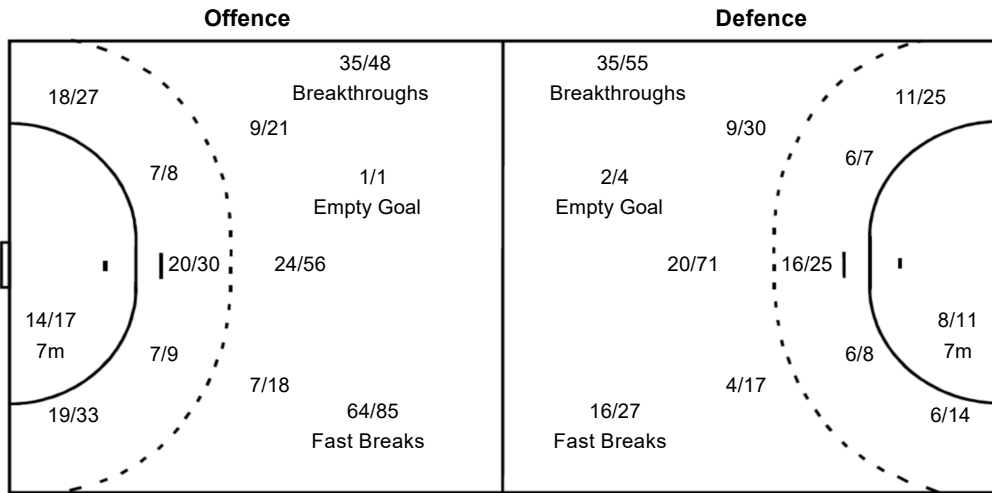 Offence
Defence
35/48
Breakthroughs
35/55
Breakthroughs
18/27
11/25
9/21
9/30
7/8
6/7
1/1
Empty Goal
2/4
Empty Goal
20/30
24/56
20/71
16/25
14/17
7m
8/11
7m
7/9
6/8
7/18
4/17
19/33
64/85
Fast Breaks
16/27
Fast Breaks
6/14